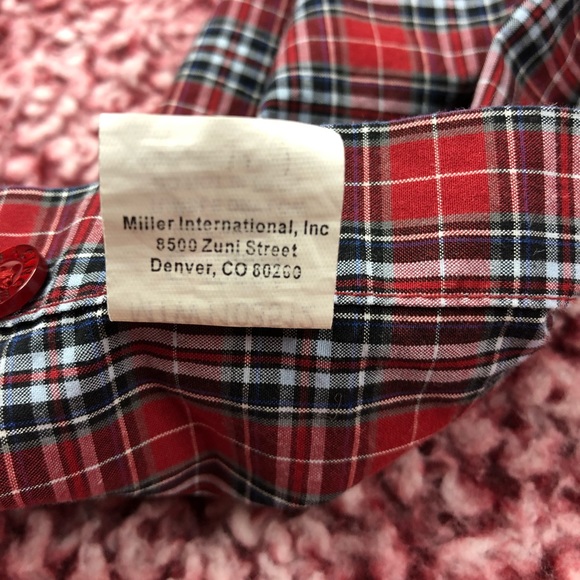 Miller International, Inc
8500 Zuni Street
Denver, CO 80260